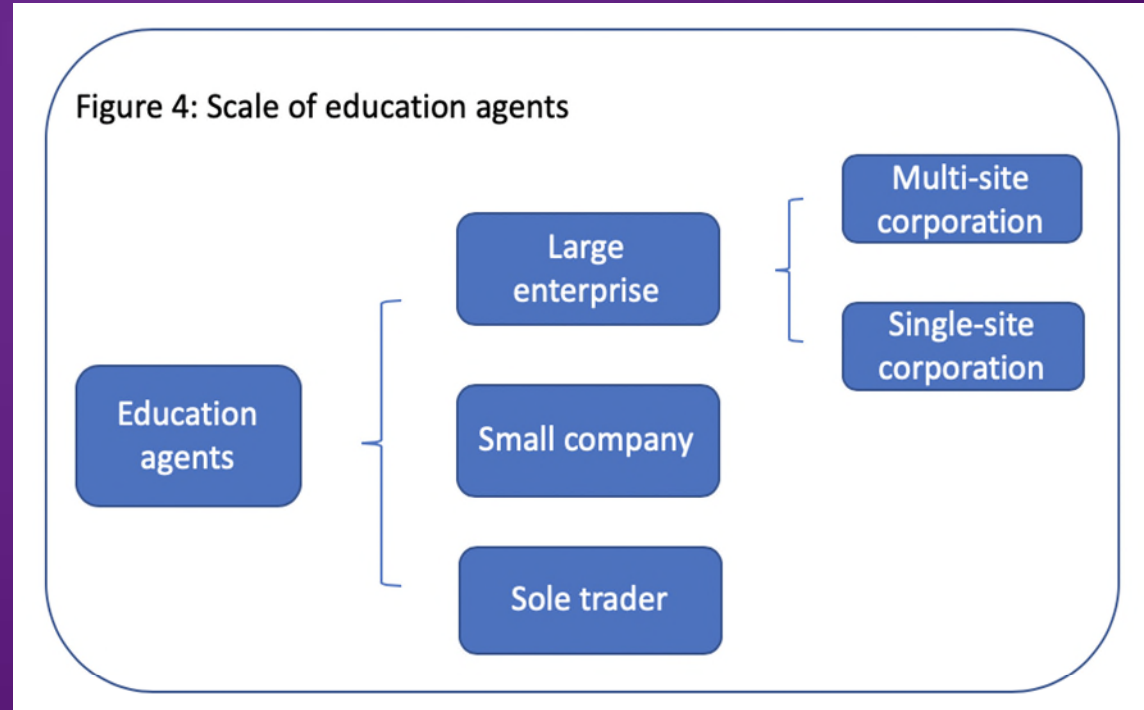 Figure 4: Scale of education agents
Multi-site
corporation
Large
enterprise
Single-site
corporation
Education
agents
Small company
Sole trader